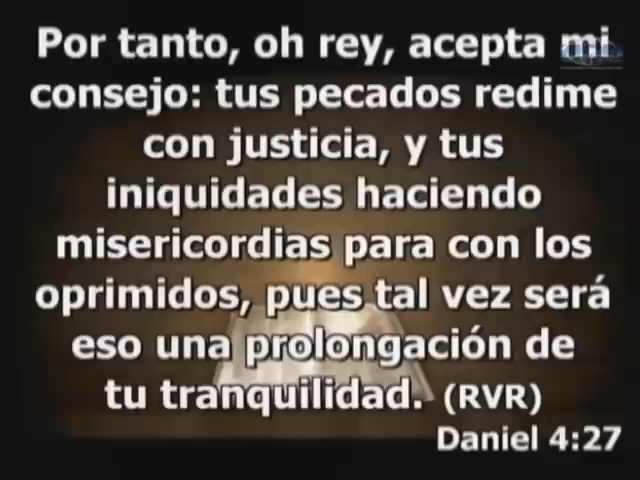 Por tanto, oh rey, acepta mi
consejo: tus pecados redime
con justicia, y tus
iniquidades haciendo
misericordias para con los
oprimidos, pues tal vez será
eso una prolongación de
tu tranquilidad. (RVR)
Daniel 4:27